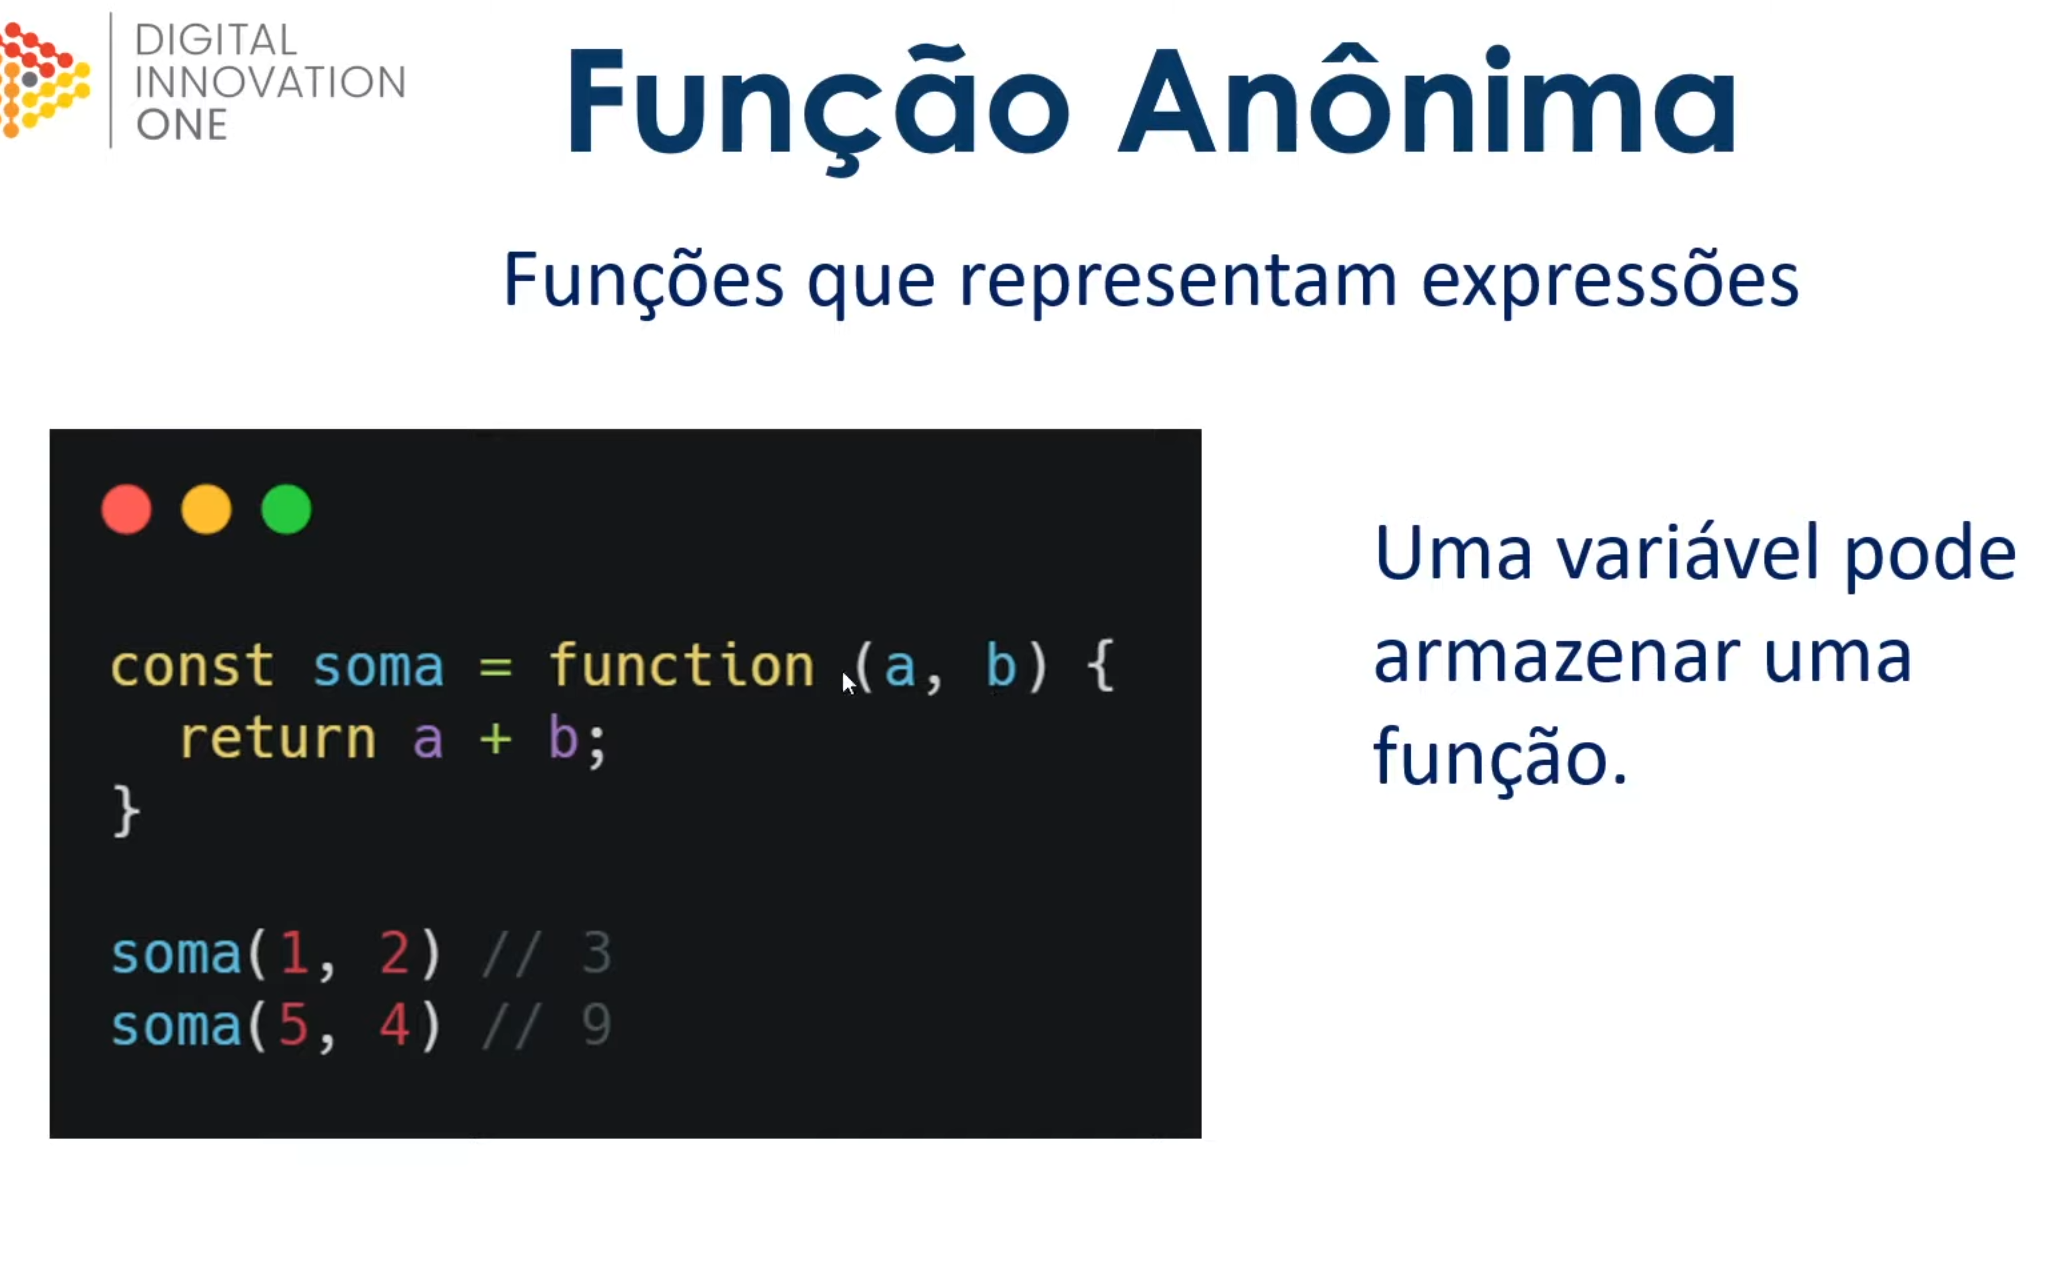 DIGITAL
INNOVATION
ONE
Função Anônima
Funções que representam expressões
const soma = function (a, b) {
  return a + b;
}
soma(1, 2) // 3
soma(5, 4) // 9
Uma variável pode
armazenar uma
função.